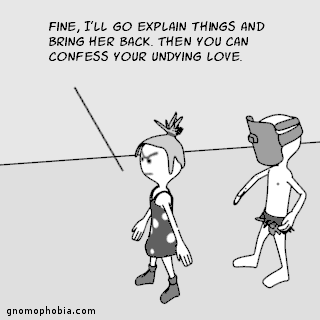 FINE, I'LL GO EXPLAIN THINGS AND
BRING HER BACK. THEN YOU CAN
CONFESS YOUR UNDYING LOVE.
gnomophobia.com